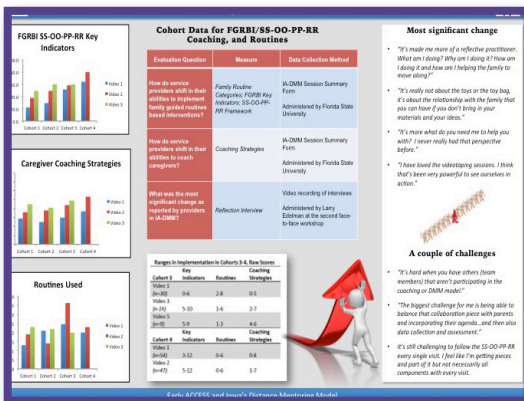 FGRBI/SS-OO-PP-RR Key
Indicators
Video 1
Video 2
Video 3
Cohort 1 Cohort 2 Cohort 3 Cohort 4
Caregiver Coaching Strategies
Video 1
Video 2
Video 3
Cohort 1 Cohort 2 Cohort 3 Cohort 4
Routines Used
Video 1
Video 2
Video 3
Cohort 1 Cohort 2 Cohort 3 Cohort 4
Cohort Data for FGRBI/SS-OO-PP-RR
Coaching, and Routines
Evaluation Question Measure Data Collection Method
How do service
providers shift in their
abilities to implement
family guided routines
based interventions?
Family Routine
Categories; FGRBI Key
Indicators; SS-OO-PP-
RR Framework
IA-DMM Session Summary
Form
Administered by Florida State
University
How do service
providers shift in their
abilities to coach
caregivers?
Coaching Strategies
IA-DMM Session Summary
Form
Administered by Florida State
University
What was the most
significant change as
reported by providers
in IA-DMM?
Reflection Interview
Video recording of interviews
Administered by Larry
Edelman at the second face-
to-face workshop
Ranges in Implementation in Cohorts 3-4, Raw Scores
Cohort 3 Key Indicators Routines Coaching Strategies
Video 1
(n=30) 0-6 2-8 0-5
Video 3
(n=14) 5-10 1-6 2-7
Video 5
(n=9) 5-9 1-3 4-6
Cohort 4 Key Indicators Routines Coaching Strategies
Video 1
(n=54) 3-12 0-6 0-8
Video 2
(n=47) 5-12 0-6 1-7
Most significant change
• "It's made me more of a reflective practitioner.
What am I doing? Why am I doing it? How am
I doing it and how am I helping the family to
move along?"
• "It's really not about the toys or the toy bag,
it's about the relationship with the family that
you can have if you don't bring in your
materials and your ideas."
• "It's more what do you need me to help you
with? I never really had that perspective
before."
• "I have loved the videotaping sessions. I think
that's been very powerful to see ourselves in
action."
A couple of challenges
• "It's hard when you have others (team
members) that aren't participating in the
coaching or DMM model."
• "The biggest challenge for me is being able to
balance that collaboration piece with parents
and incorporating their agenda…and then also
data collection and assessment."
• It's still challenging to follow the SS-OO-PP-RR
every single visit. I feel like I'm getting pieces
and part of it but not necessarily all
components with every visit.
Early ACCESS and Iowa's Distance Mentoring Model